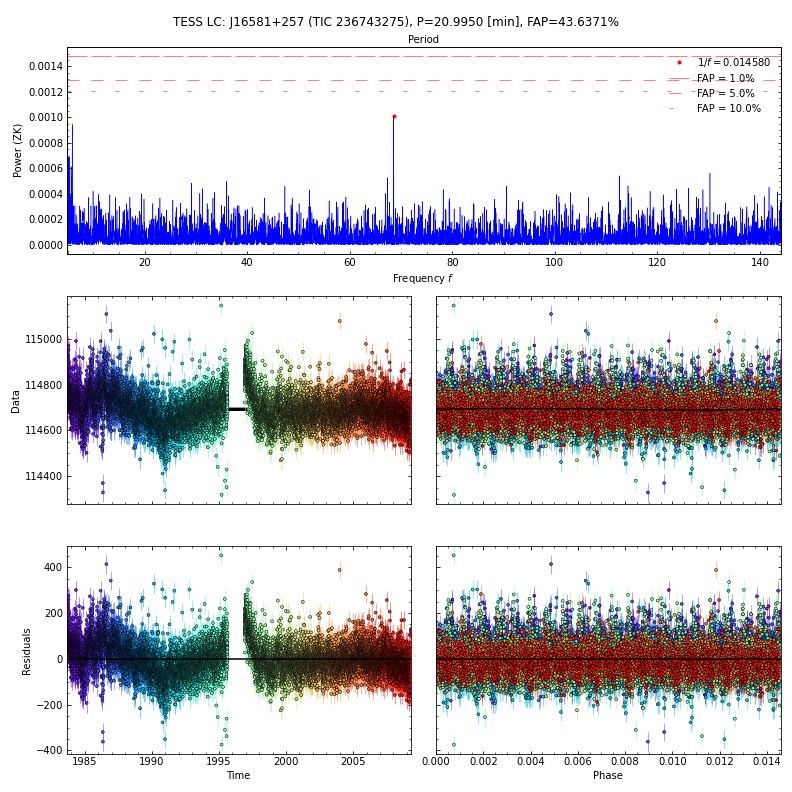 TESS LC: J16581+257 (TIC 236743275), P=20.9950 [min], FAP=43.6371%
Period
Power (ZK)
0.0014
0.0012
0.0010
0.0008
0.0006
0.0004
0.0002
0.0000
1/f = 0.014580
FAP = 1.0%
FAP = 5.0%
FAP = 10.0%
20 40 60 80 100 120 140
Frequency f
Data
115000
114800
114600
114400
Residuals
400
200
0
−200
−400
1985 1990 1995 2000 2005
Time
0.000 0.002 0.004 0.006 0.008 0.010 0.012 0.014
Phase